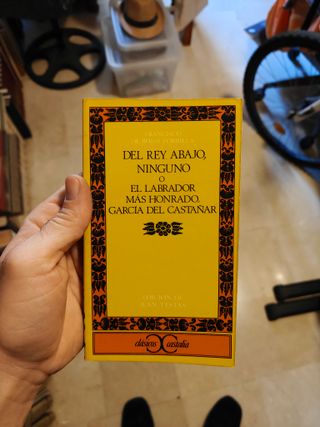 FRANCISCO
DE ROJAS ZORRILLA
DEL REY ABAJO,
NINGUNO
O
EL LABRADOR
MÁS HONRADO,
GARCÍA DEL CASTAÑAR
EDICIÓN DE
JEAN TESTAS
clásicos castalia